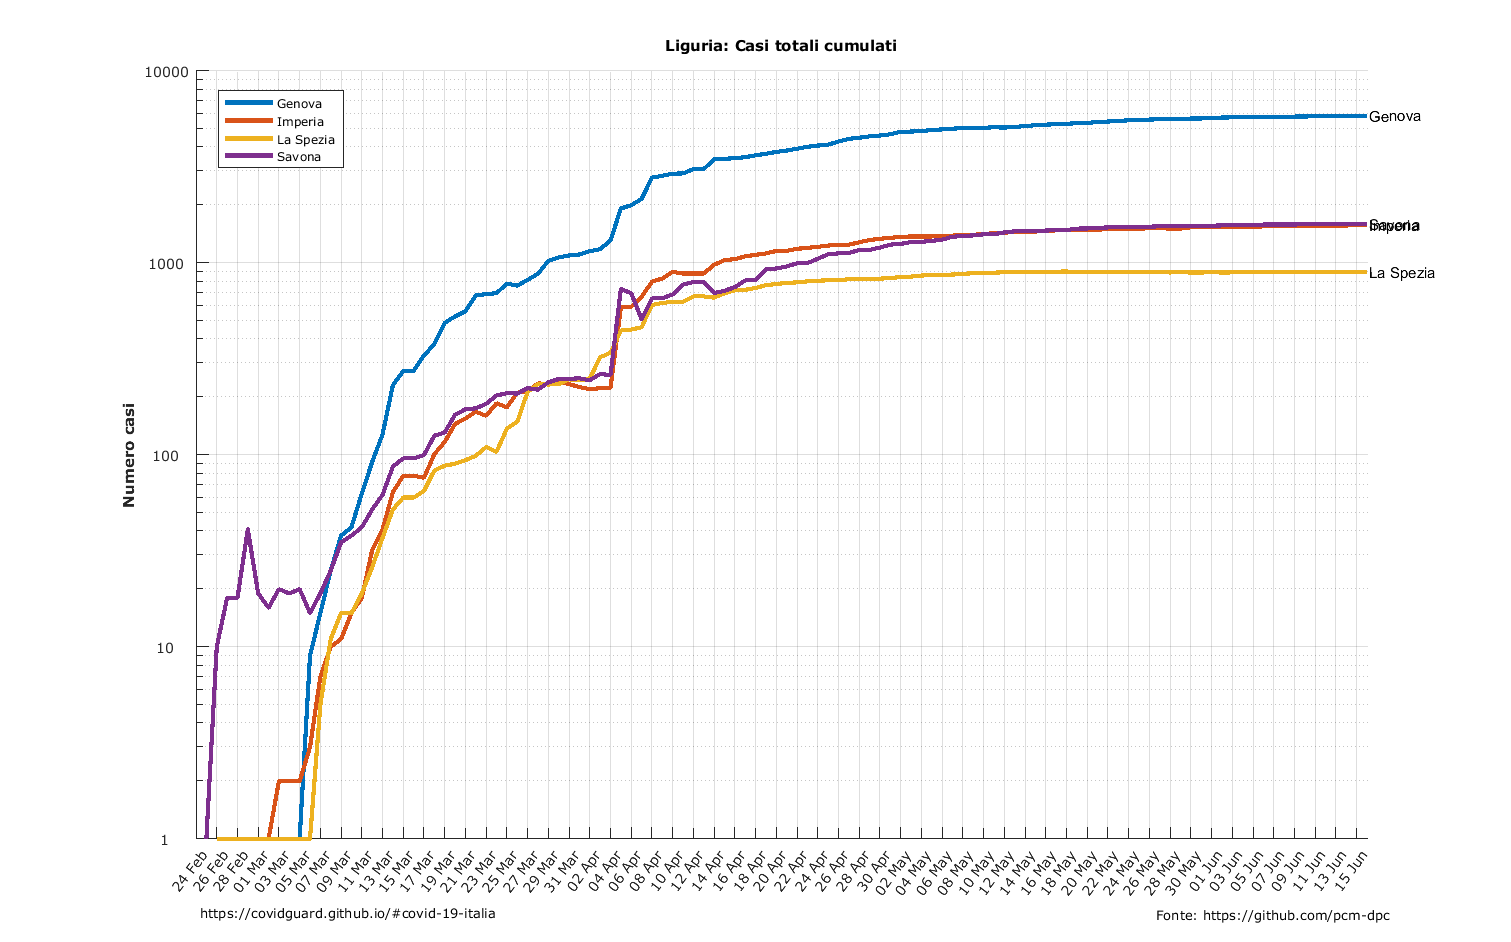 Liguria: Casi totali cumulati
10000
1000
100
10
1
Numero casi
Genova
Imperia
La Spezia
Savona
Genova
Savona
Imperia
La Spezia
24 Feb
26 Feb
28 Feb
01 Mar
03 Mar
05 Mar
07 Mar
09 Mar
11 Mar
13 Mar
15 Mar
17 Mar
19 Mar
21 Mar
23 Mar
25 Mar
27 Mar
29 Mar
31 Mar
02 Apr
04 Apr
06 Apr
08 Apr
10 Apr
12 Apr
14 Apr
16 Apr
18 Apr
20 Apr
22 Apr
24 Apr
26 Apr
28 Apr
30 Apr
02 May
04 May
06 May
08 May
10 May
12 May
14 May
16 May
18 May
20 May
22 May
24 May
26 May
28 May
30 May
01 Jun
03 Jun
05 Jun
07 Jun
09 Jun
11 Jun
13 Jun
15 Jun
https://covidguard.github.io/#covid-19-italia
Fonte: https://github.com/pcm-dpc